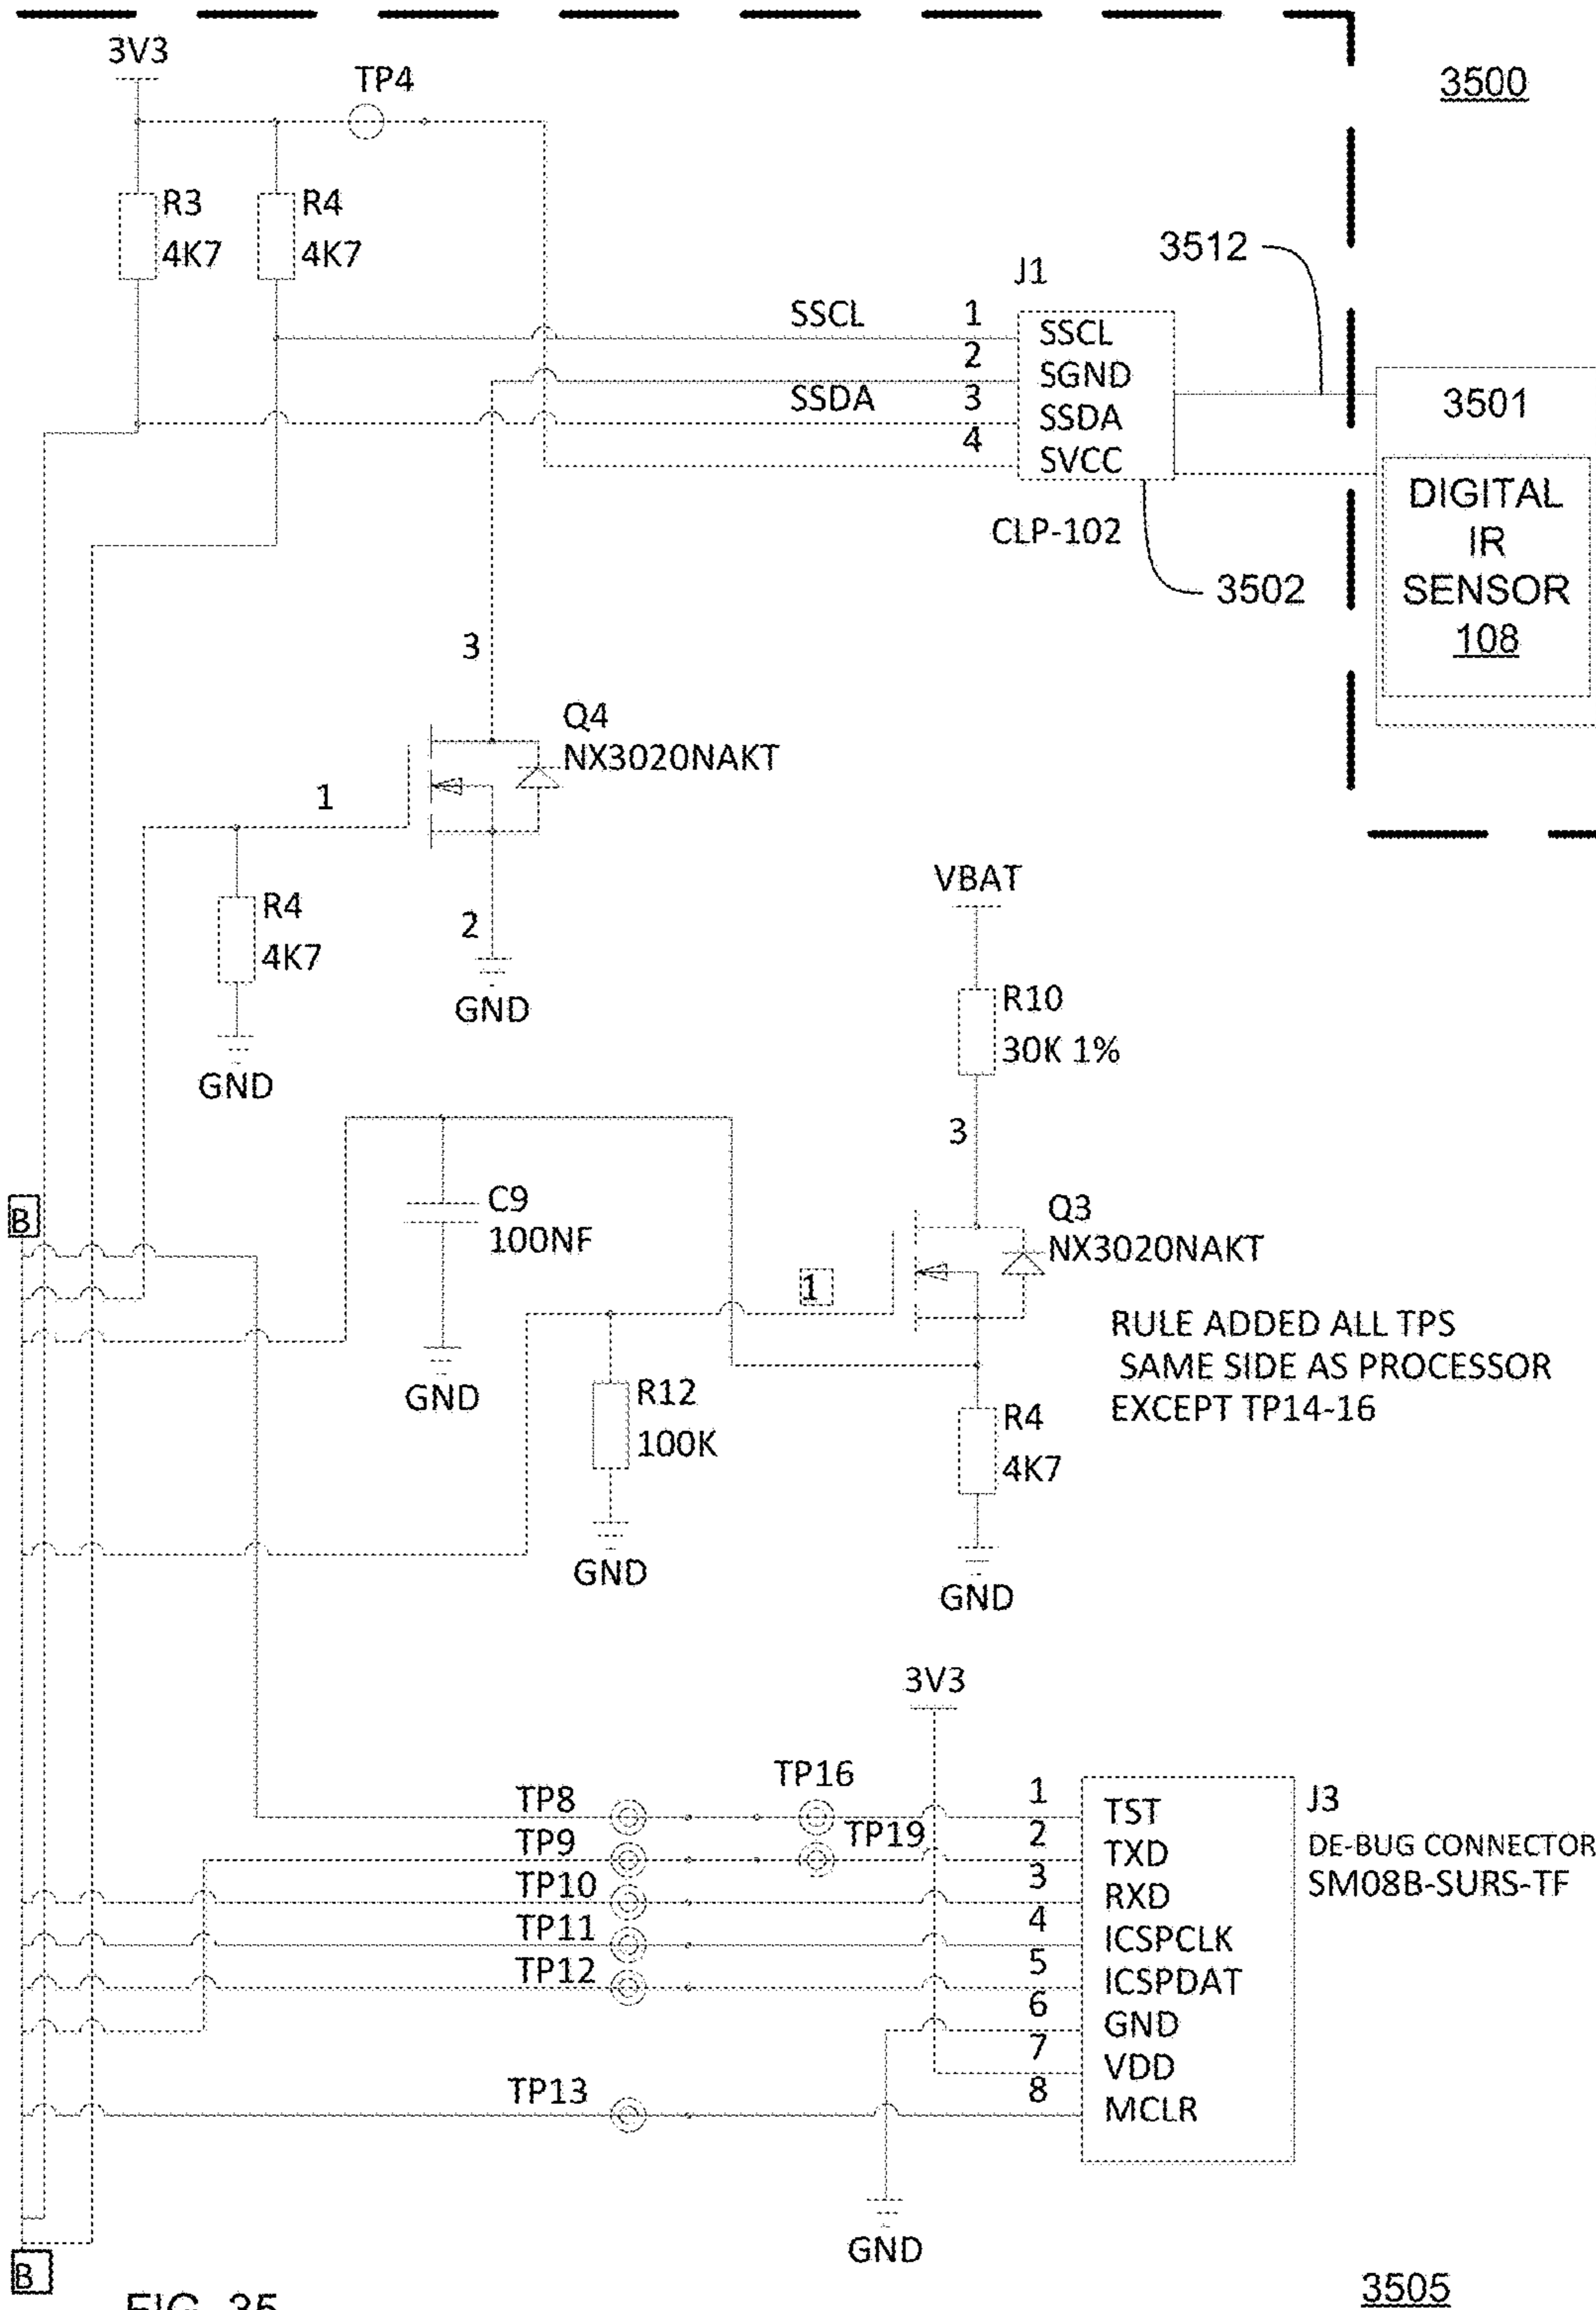 3V3
TP4
3500
R3
4K7
R4
4K7
3512
J1
SSCL
1
SSCL
2
SGND
SSDA
3
SSDA
4
SVCC
3501
DIGITAL
IR
SENSOR
108
CLP-102
3502
3
Q4
NX3020NAKT
1
R4
4K7
2
GND
GND
VBAT
R10
30K 1%
3
B
C9
100NF
Q3
NX3020NAKT
1
RULE ADDED ALL TPS
SAME SIDE AS PROCESSOR
EXCEPT TP14-16
GND
R12
100K
R4
4K7
GND
GND
3V3
TP8
TP16
1
TST
J3
TP9
TP19
2
TXD
DE-BUG CONNECTOR
TP10
3
RXD
SM08B-SURS-TF
TP11
4
ICSPCLK
TP12
5
ICSPDAT
6
GND
7
VDD
TP13
8
MCLR
GND
B
FIG. 35
3505